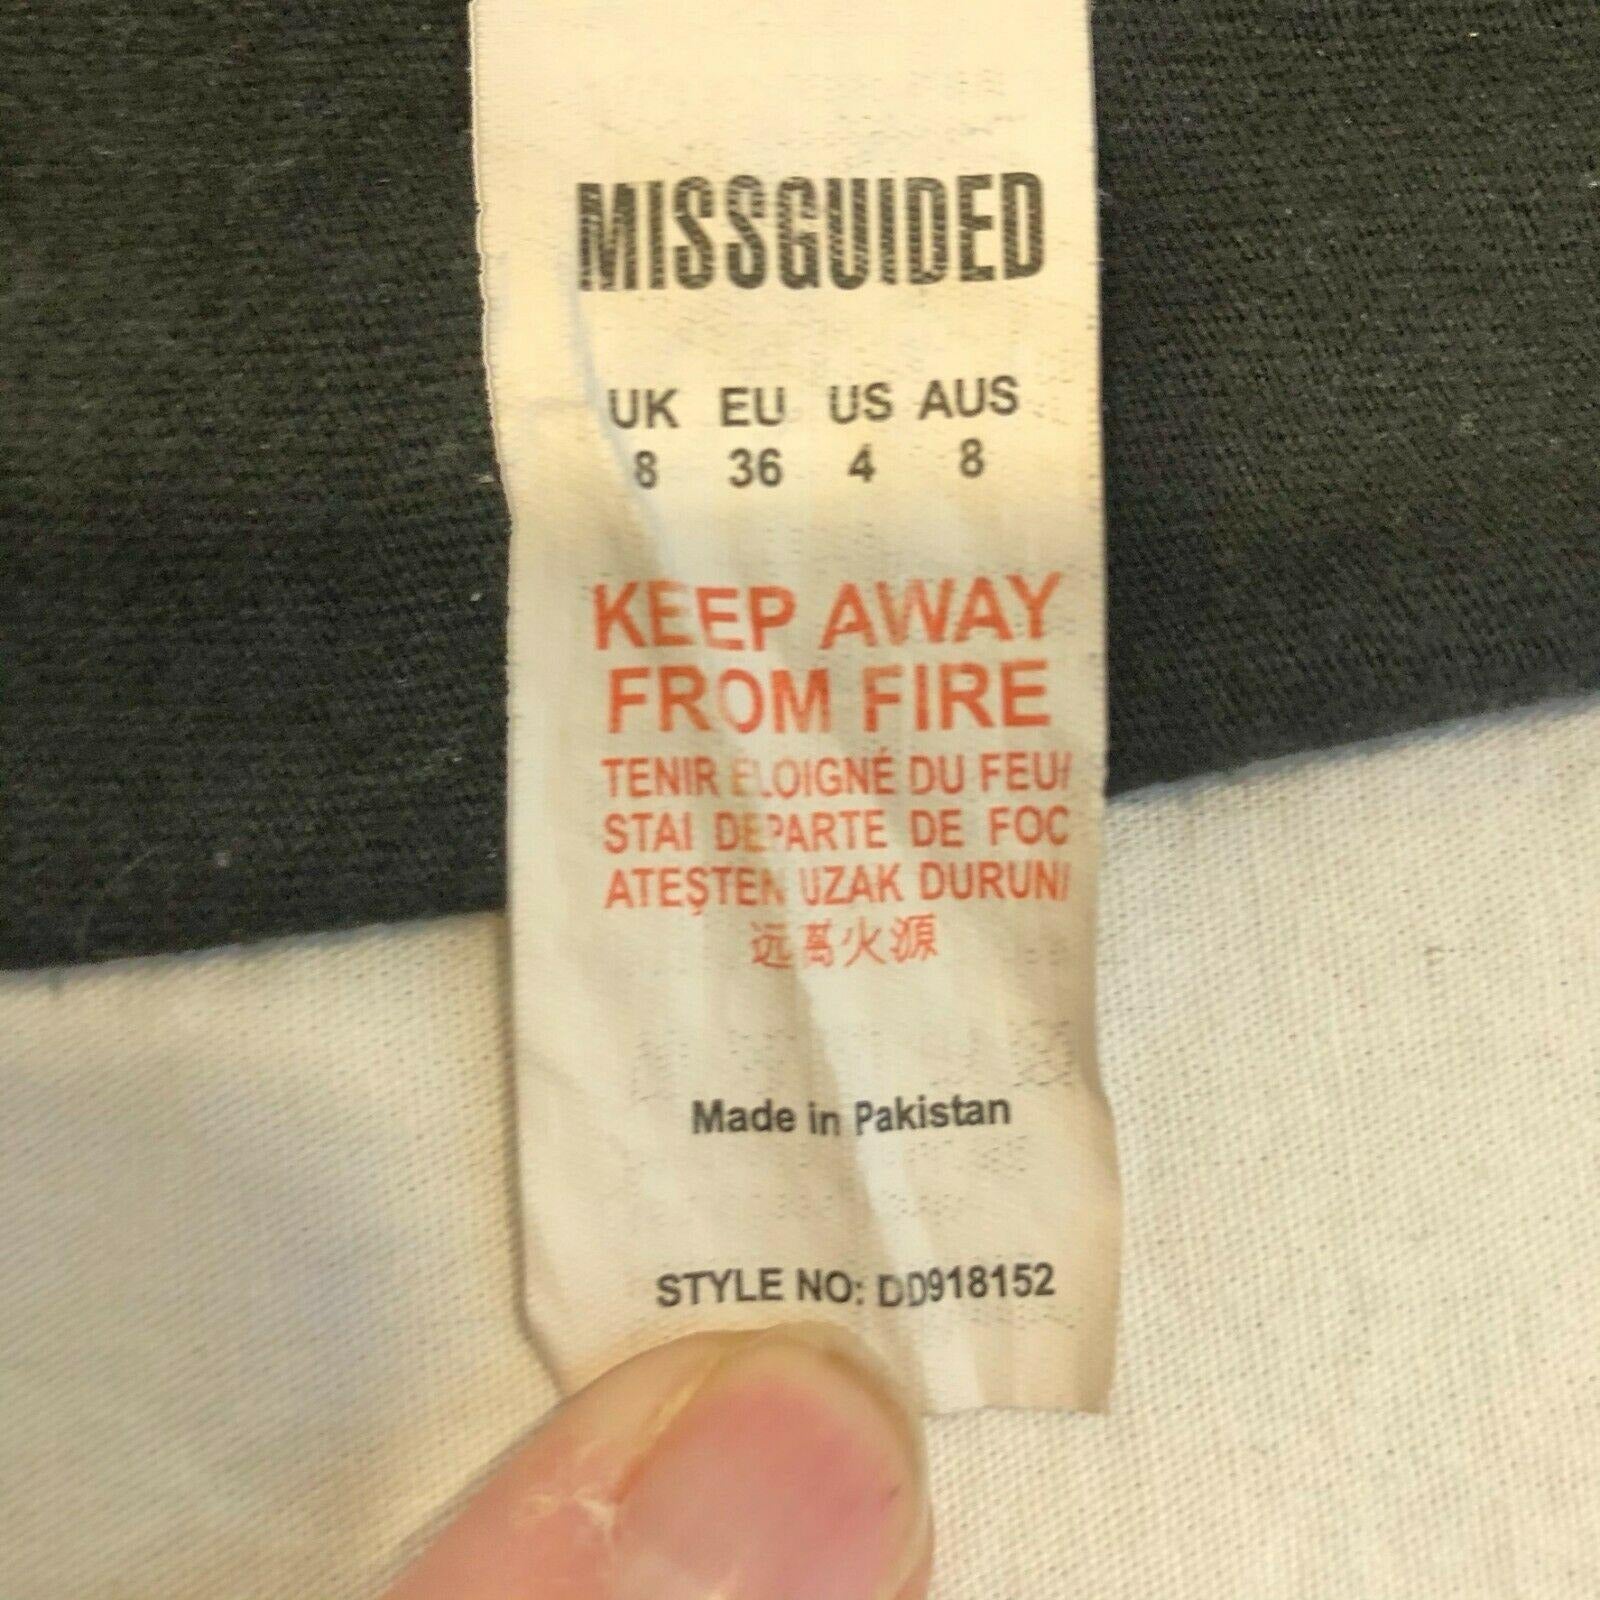 MISSGUIDED
UK EU US AUS
8 36 4 8
KEEP AWAY
FROM FIRE
TENIR ELOIGNÉ DU FEU/
STAI DEPARTE DE FOC
ATEŞTEN UZAK DURUN/
远萬火源
Made in Pakistan
STYLE NO: DD918152